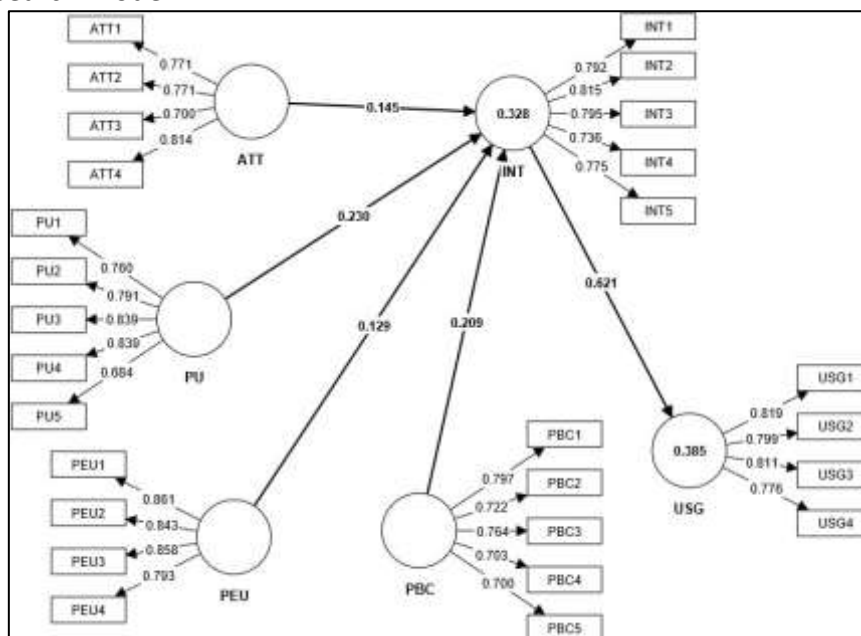 ATT1
0.771
ATT2
0.771
ATT3
0.700
ATT4
0.814
ATT
0.145
INT1
0.792
INT2
0.815
INT3
0.795
INT4
0.736
INT5
0.775
0.328
INT
PU1
0.760
PU2
0.791
PU3
0.839
PU4
0.839
PU5
0.684
PU
0.230
0.129
0.209
0.621
PEU1
0.861
PEU2
0.843
PEU3
0.858
PEU4
0.793
PEU
PBC1
0.797
PBC2
0.722
PBC3
0.764
PBC4
0.703
PBC5
0.700
PBC
USG1
0.819
USG2
0.799
USG3
0.811
USG4
0.776
0.385
USG